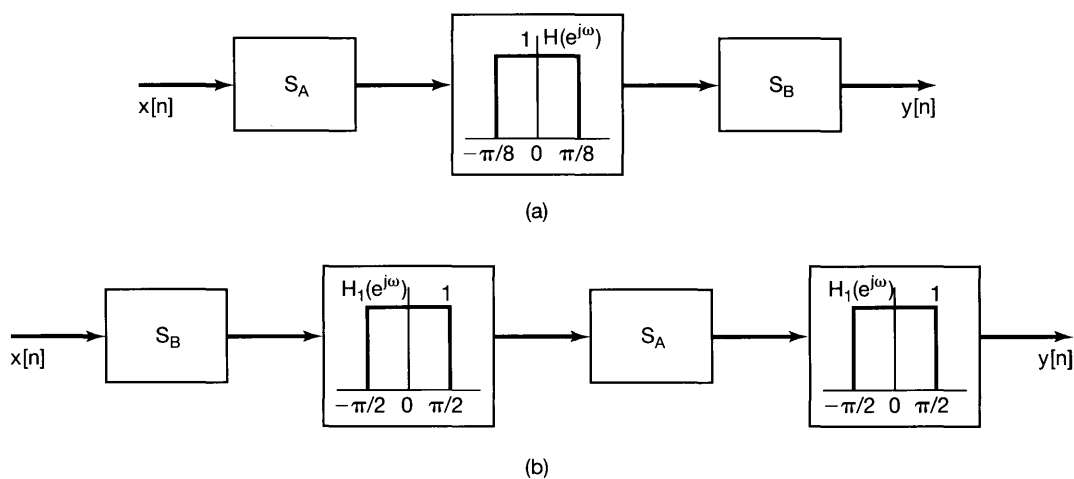 1 H(e^{jω})
S_A
S_B
x[n]
y[n]
−π/8 0 π/8
(a)
H_1(e^{jω}) 1
H_1(e^{jω}) 1
S_B
S_A
x[n]
y[n]
−π/2 0 π/2
−π/2 0 π/2
(b)